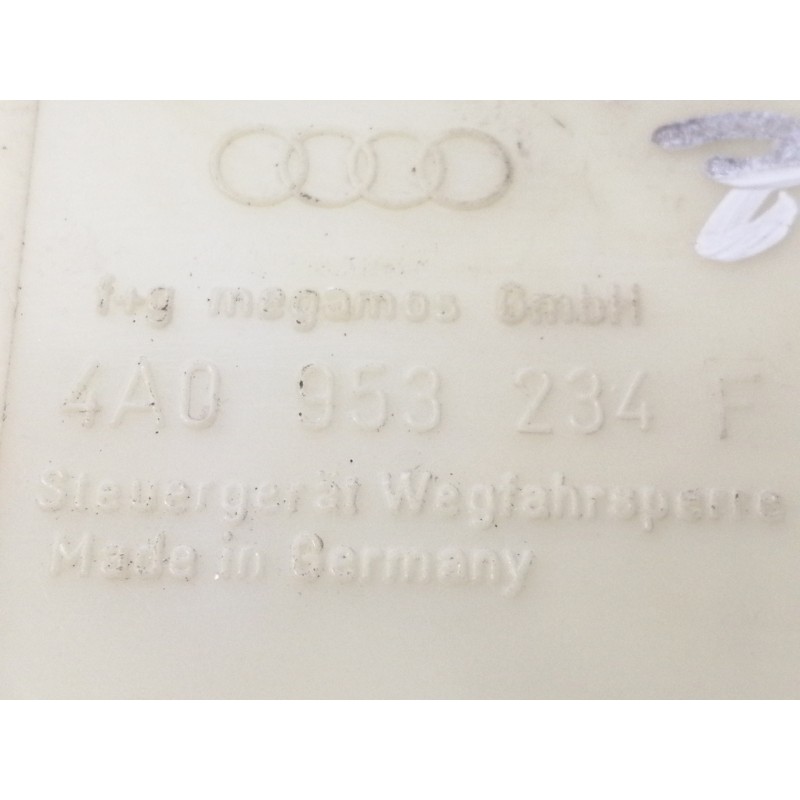 f+g megamos GmbH
4A0 953 234 F
Steuergerät Wegfahrsperre
Made in Germany